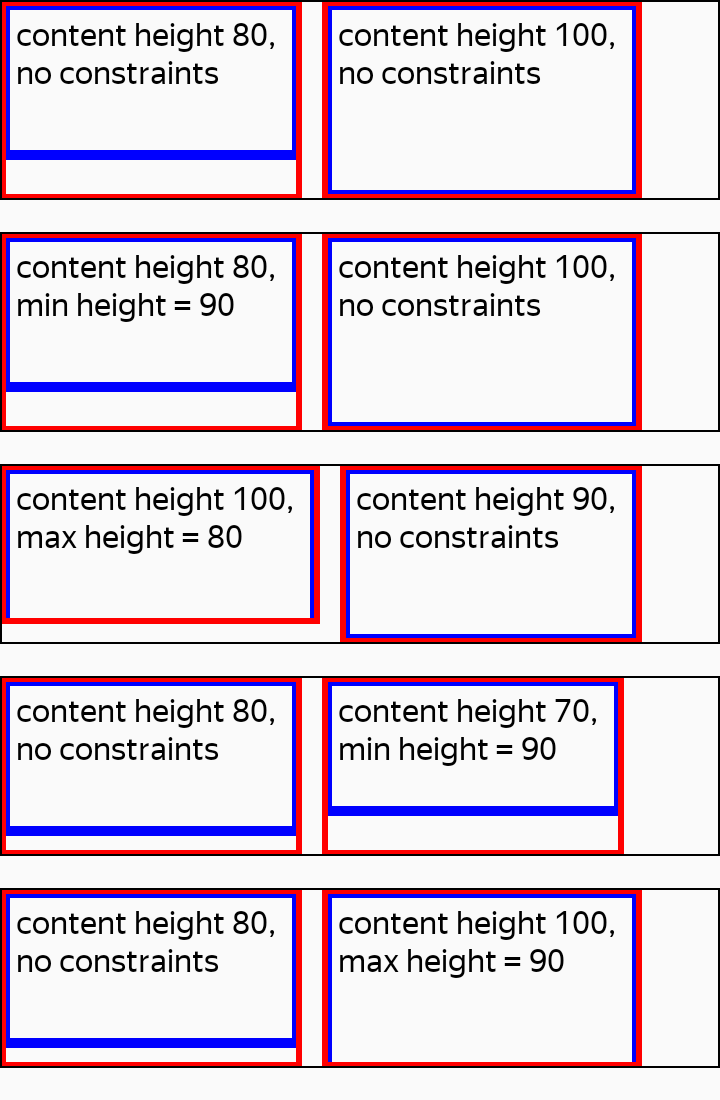 content height 80,
no constraints
content height 100,
no constraints
content height 80,
min height = 90
content height 100,
no constraints
content height 100,
max height = 80
content height 90,
no constraints
content height 80,
no constraints
content height 70,
min height = 90
content height 80,
no constraints
content height 100,
max height = 90